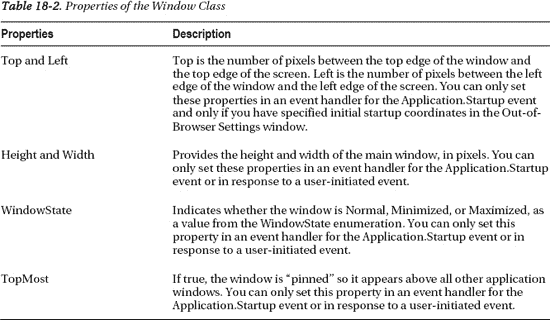 Table 18-2. Properties of the Window Class
Properties Description
Top and Left Top is the number of pixels between the top edge of the window and
the top edge of the screen. Left is the number of pixels between the left
edge of the window and the left edge of the screen. You can only set
these properties in an event handler for the Application.Startup event
and only if you have specified initial startup coordinates in the Out-of-
Browser Settings window.
Height and Width Provides the height and width of the main window, in pixels. You can
only set these properties in an event handler for the Application.Startup
event or in response to a user-initiated event.
WindowState Indicates whether the window is Normal, Minimized, or Maximized, as
a value from the WindowState enumeration. You can only set this
property in an event handler for the Application.Startup event or in
response to a user-initiated event.
TopMost If true, the window is “pinned” so it appears above all other application
windows. You can only set this property in an event handler for the
Application.Startup event or in response to a user-initiated event.